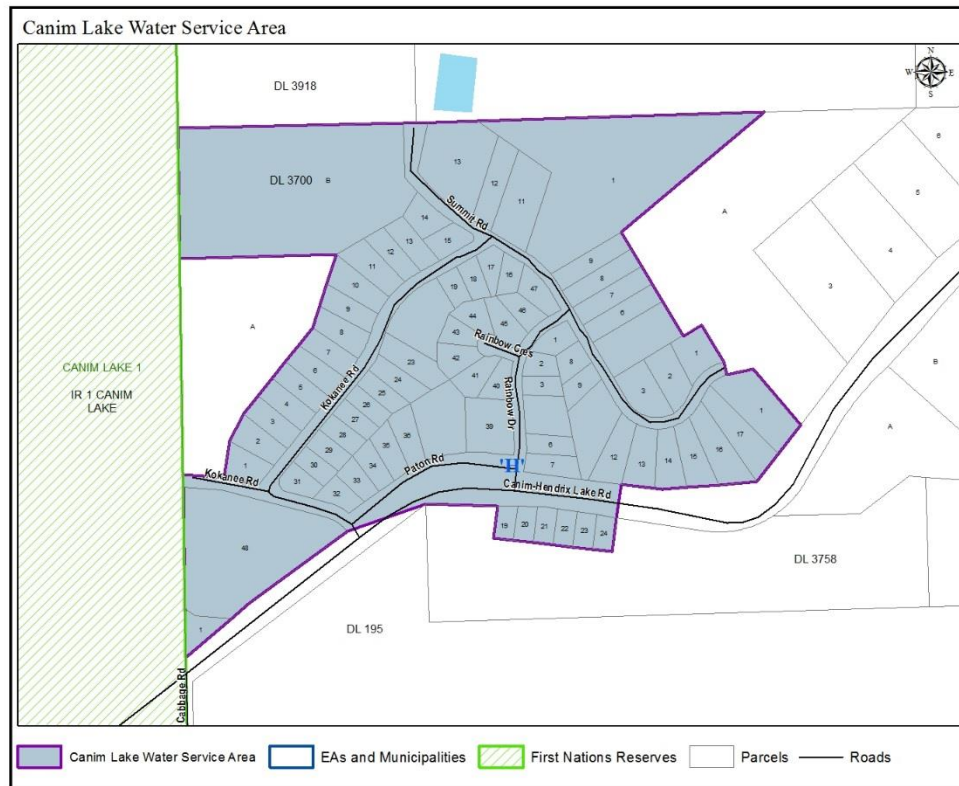 Canim Lake Water Service Area
N
W E
S
DL 3918
6
13
DL 3700 B
12
1
5
11
A
14
Summit Rd
13
15
4
12
11
9
17
16
8
10
18
47
3
19
7
9
46
6
44
45
8
A
43
Rainbow Cres
1
7
42
8
1
B
23
2
6
CANIM LAKE 1
41
3
2
24
40
3
9
5
Kokanee Rd
25
IR 1 CANIM
LAKE
4
26
Rainbow Dr
1
3
27
39
A
28
35
36
17
2
29
6
16
34
Paton Rd
12
13
14
15
1
30
'H'
7
33
Kokanee Rd
31
Canim-Hendrix Lake Rd
32
19 20 21 22 23 24
48
DL 3758
1
DL 195
Cabbage Rd
Canim Lake Water Service Area
EAs and Municipalities
First Nations Reserves
Parcels
Roads